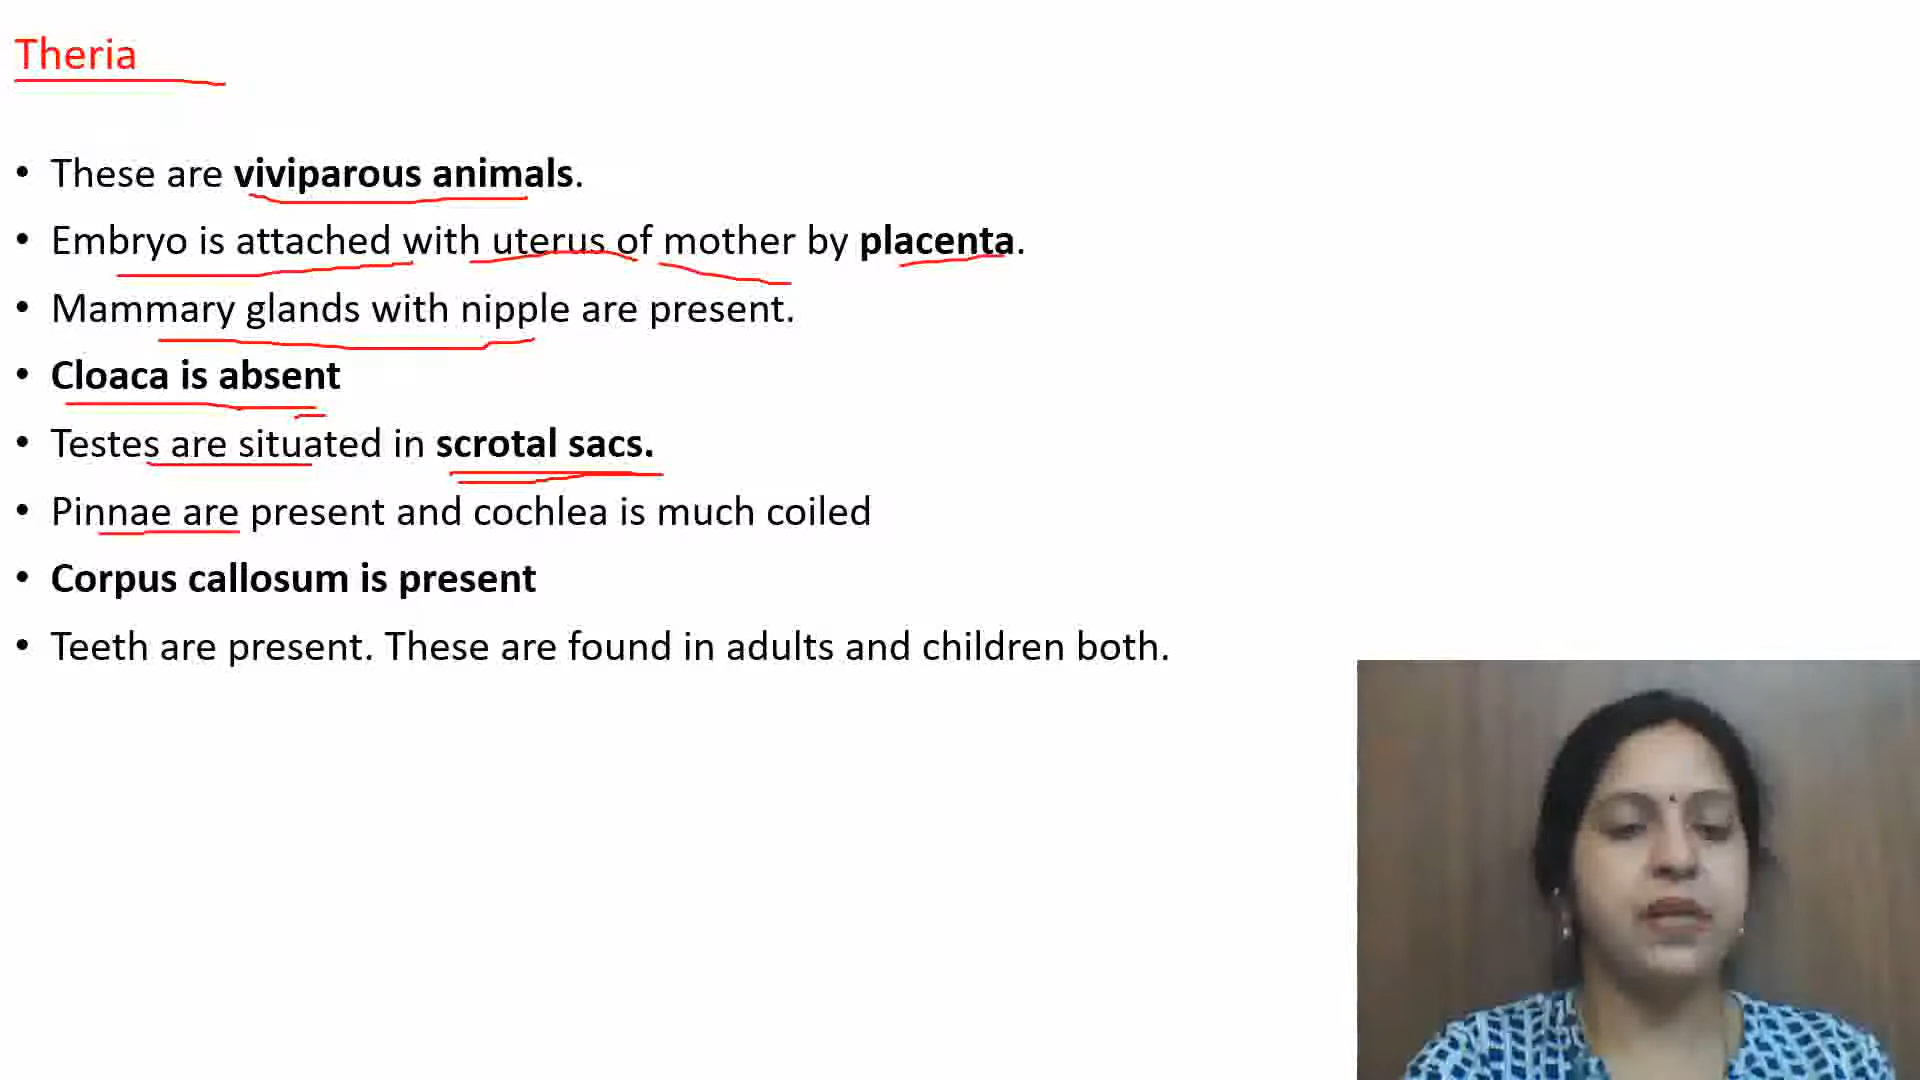 Theria
• These are viviparous animals.
• Embryo is attached with uterus of mother by placenta.
• Mammary glands with nipple are present.
• Cloaca is absent
• Testes are situated in scrotal sacs.
• Pinnae are present and cochlea is much coiled
• Corpus callosum is present
• Teeth are present. These are found in adults and children both.